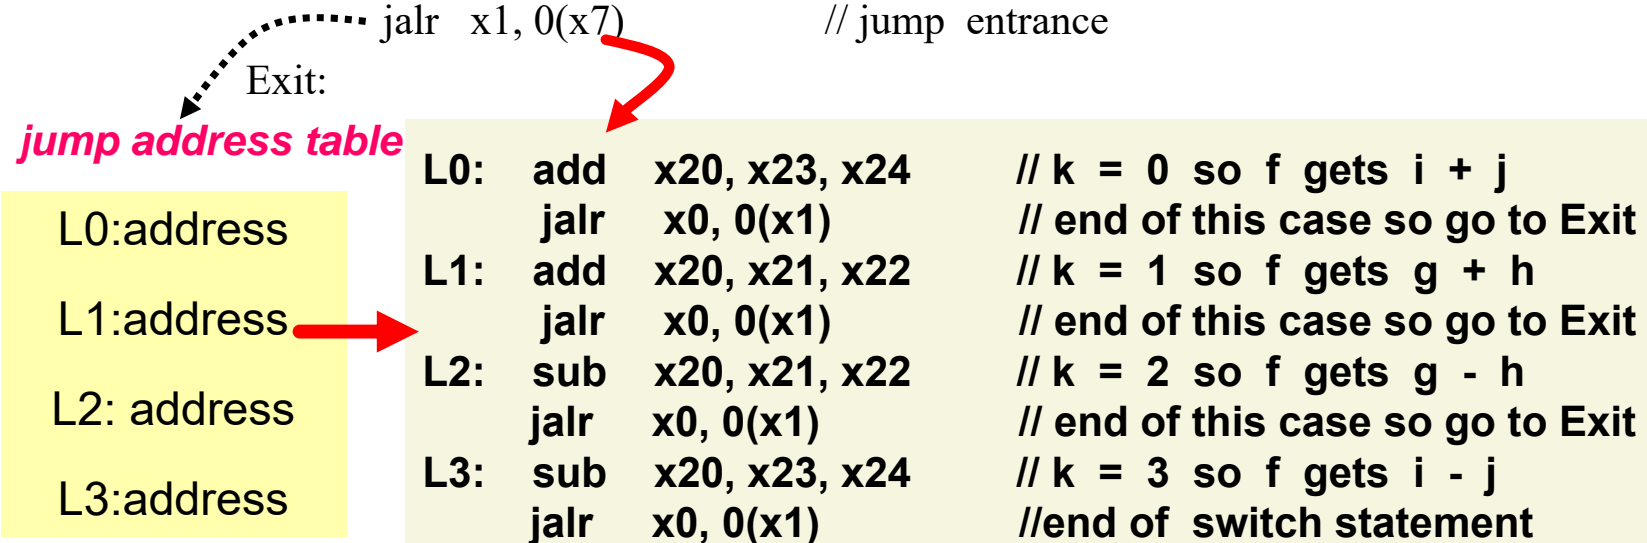 jalr x1, 0(x7) // jump entrance
Exit:
jump address table
L0:address
L1:address
L2: address
L3:address
L0: add x20, x23, x24 // k = 0 so f gets i + j
jalr x0, 0(x1) // end of this case so go to Exit
L1: add x20, x21, x22 // k = 1 so f gets g + h
jalr x0, 0(x1) // end of this case so go to Exit
L2: sub x20, x21, x22 // k = 2 so f gets g - h
jalr x0, 0(x1) // end of this case so go to Exit
L3: sub x20, x23, x24 // k = 3 so f gets i - j
jalr x0, 0(x1) //end of switch statement